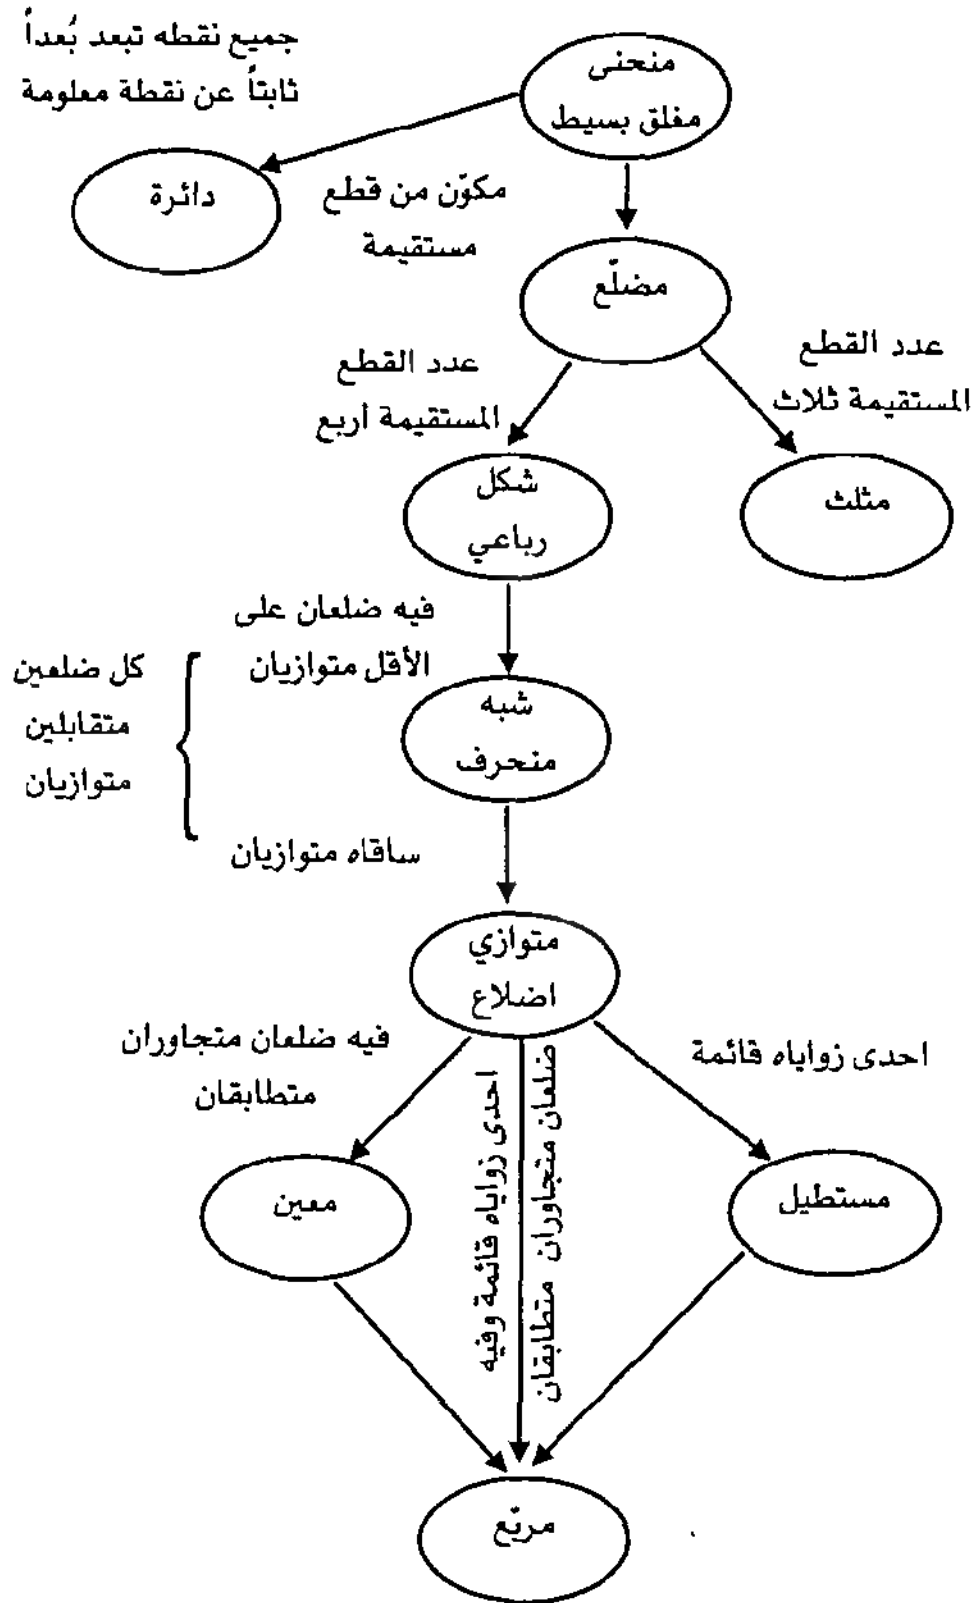 جميع نقطه تبعد بُعداً
ثابتاً عن نقطة معلومة
منحنى
مغلق بسيط
دائرة
مكوّن من قطع
مستقيمة
مضلّع
عدد القطع
المستقيمة ثلاث
عدد القطع
المستقيمة أربع
مثلث
شكل
رباعي
فيه ضلعان على
الأقل متوازيان
كل ضلعين
متقابلين
متوازيان
شبه
منحرف
ساقاه متوازيان
متوازي
اضلاع
احدى زواياه قائمة
فيه ضلعان متجاوران
متطابقان
احدى زواياه قائمة وفيه
ضلعان متجاوران متطابقان
مستطيل
معين
مربّع